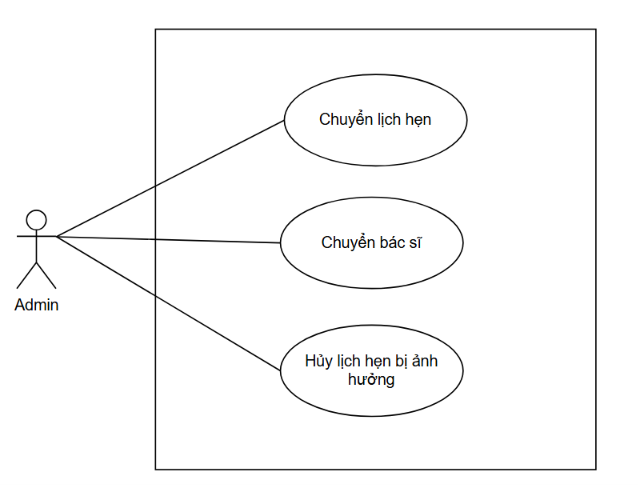 Chuyển lịch hẹn
Chuyển bác sĩ
Admin
Hủy lịch hẹn bị ảnh
hưởng